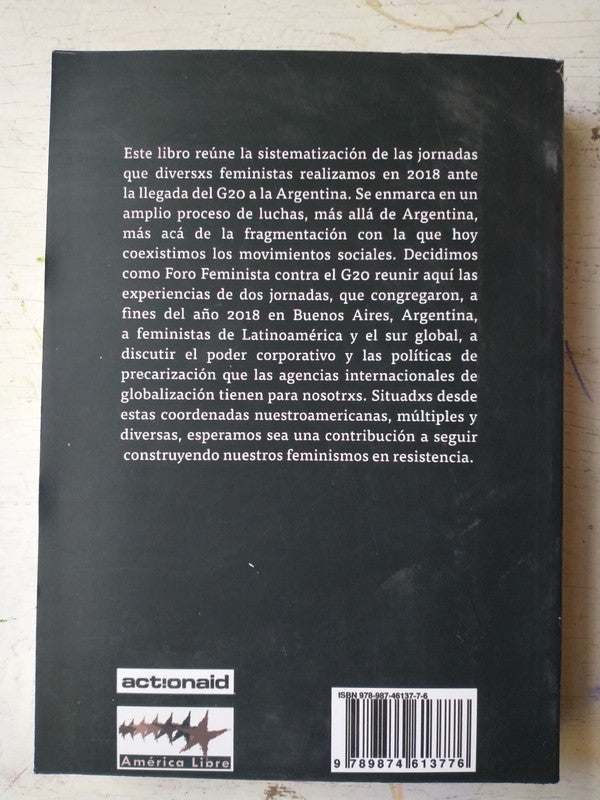 Este libro reúne la sistematización de las jornadas
que diversxs feministas realizamos en 2018 ante
la llegada del G20 a la Argentina. Se enmarca en un
amplio proceso de luchas, más allá de Argentina,
más acá de la fragmentación con la que hoy
coexistimos los movimientos sociales. Decidimos
como Foro Feminista contra el G20 reunir aquí las
experiencias de dos jornadas, que congregaron, a
fines del año 2018 en Buenos Aires, Argentina,
a feministas de Latinoamérica y el sur global, a
discutir el poder corporativo y las políticas de
precarización que las agencias internacionales de
globalización tienen para nosotrxs. Situadxs desde
estas coordenadas nuestroamericanas, múltiples y
diversas, esperamos sea una contribución a seguir
construyendo nuestros feminismos en resistencia.
act!onaid
América Libre
ISBN 978-987-46137-7-6
9 789874 613776